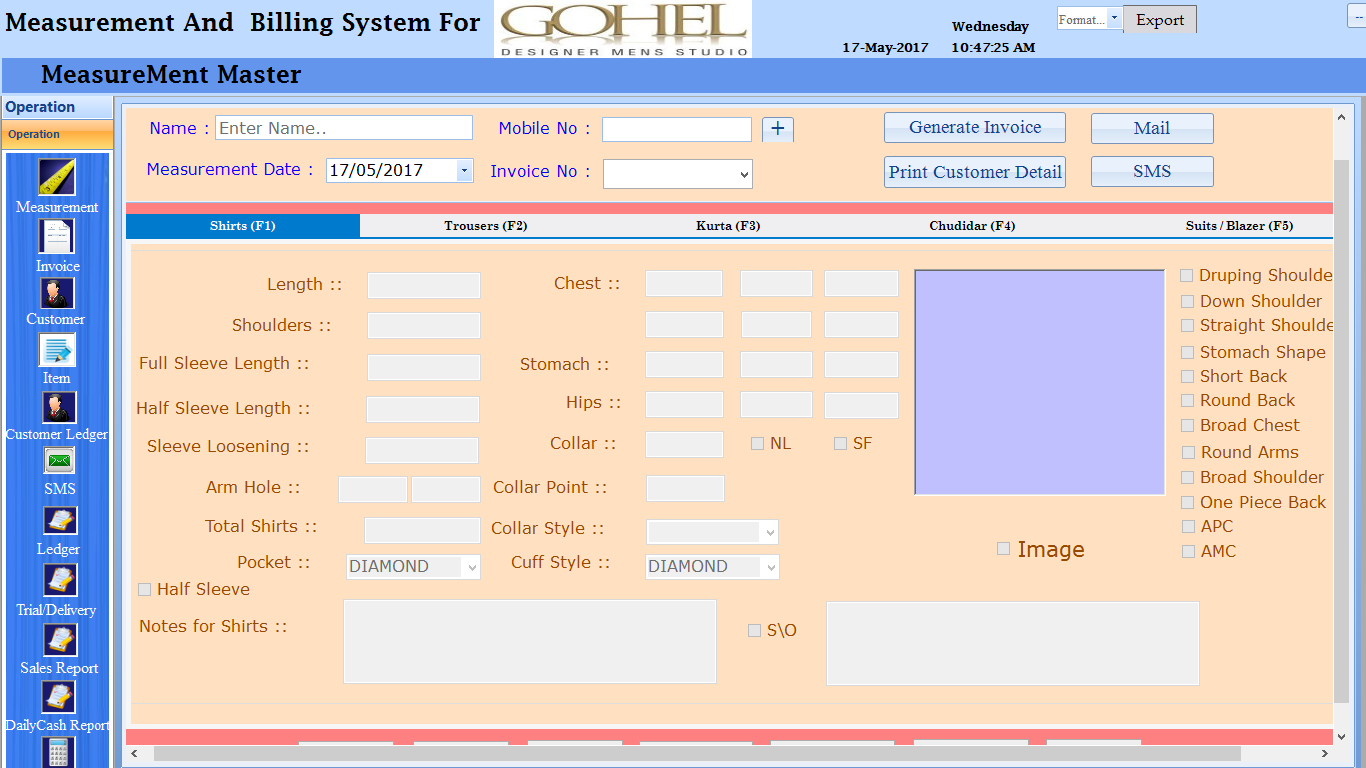 Measurement And Billing System For
GOHEL
DESIGNER MENS STUDIO
Wednesday
17-May-2017 10:47:25 AM
Format...
Export
MeasureMent Master
Operation
Operation
Measurement
Invoice
Customer
Item
Customer Ledger
SMS
Ledger
Trial/Delivery
Sales Report
DailyCash Report
Name : Enter Name.. Mobile No : + Generate Invoice Mail
Measurement Date : 17/05/2017 Invoice No : Print Customer Detail SMS
Shirts (F1) Trousers (F2) Kurta (F3) Chudidar (F4) Suits / Blazer (F5)
Length ::
Shoulders ::
Full Sleeve Length ::
Half Sleeve Length ::
Sleeve Loosening ::
Arm Hole ::
Total Shirts ::
Pocket :: DIAMOND
Half Sleeve
Notes for Shirts ::
Chest ::
Stomach ::
Hips ::
Collar :: NL SF
Collar Point ::
Collar Style ::
Cuff Style :: DIAMOND
S\O
Image
Druping Shoulde
Down Shoulder
Straight Shoulde
Stomach Shape
Short Back
Round Back
Broad Chest
Round Arms
Broad Shoulder
One Piece Back
APC
AMC